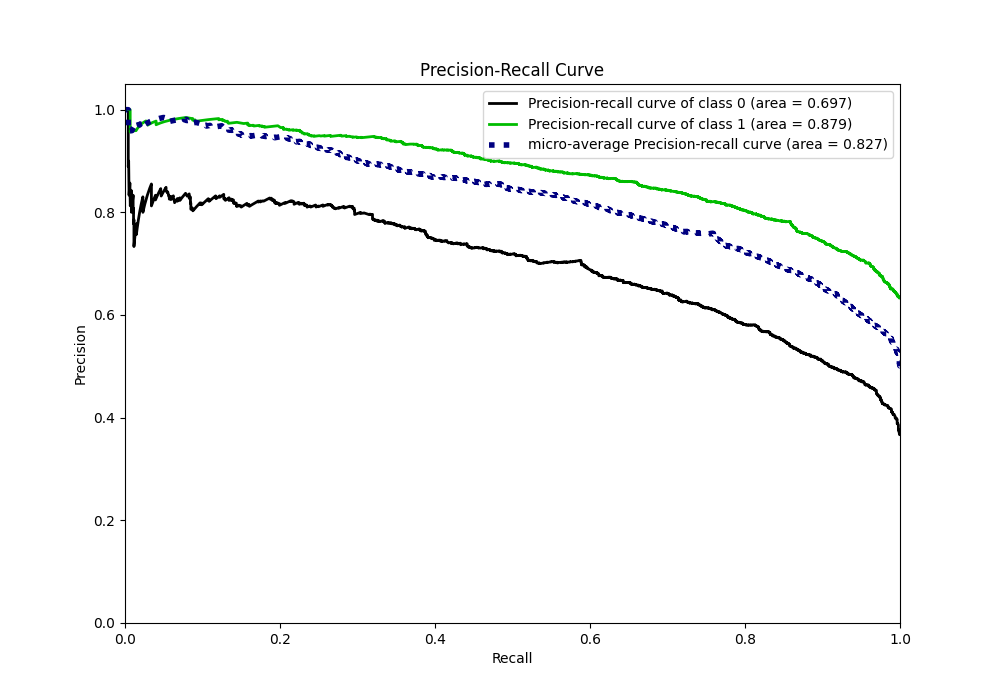 Precision-Recall Curve
Precision-recall curve of class 0 (area = 0.697)
Precision-recall curve of class 1 (area = 0.879)
micro-average Precision-recall curve (area = 0.827)
1.0
0.8
0.6
0.4
0.2
0.0
Precision
0.0 0.2 0.4 0.6 0.8 1.0
Recall